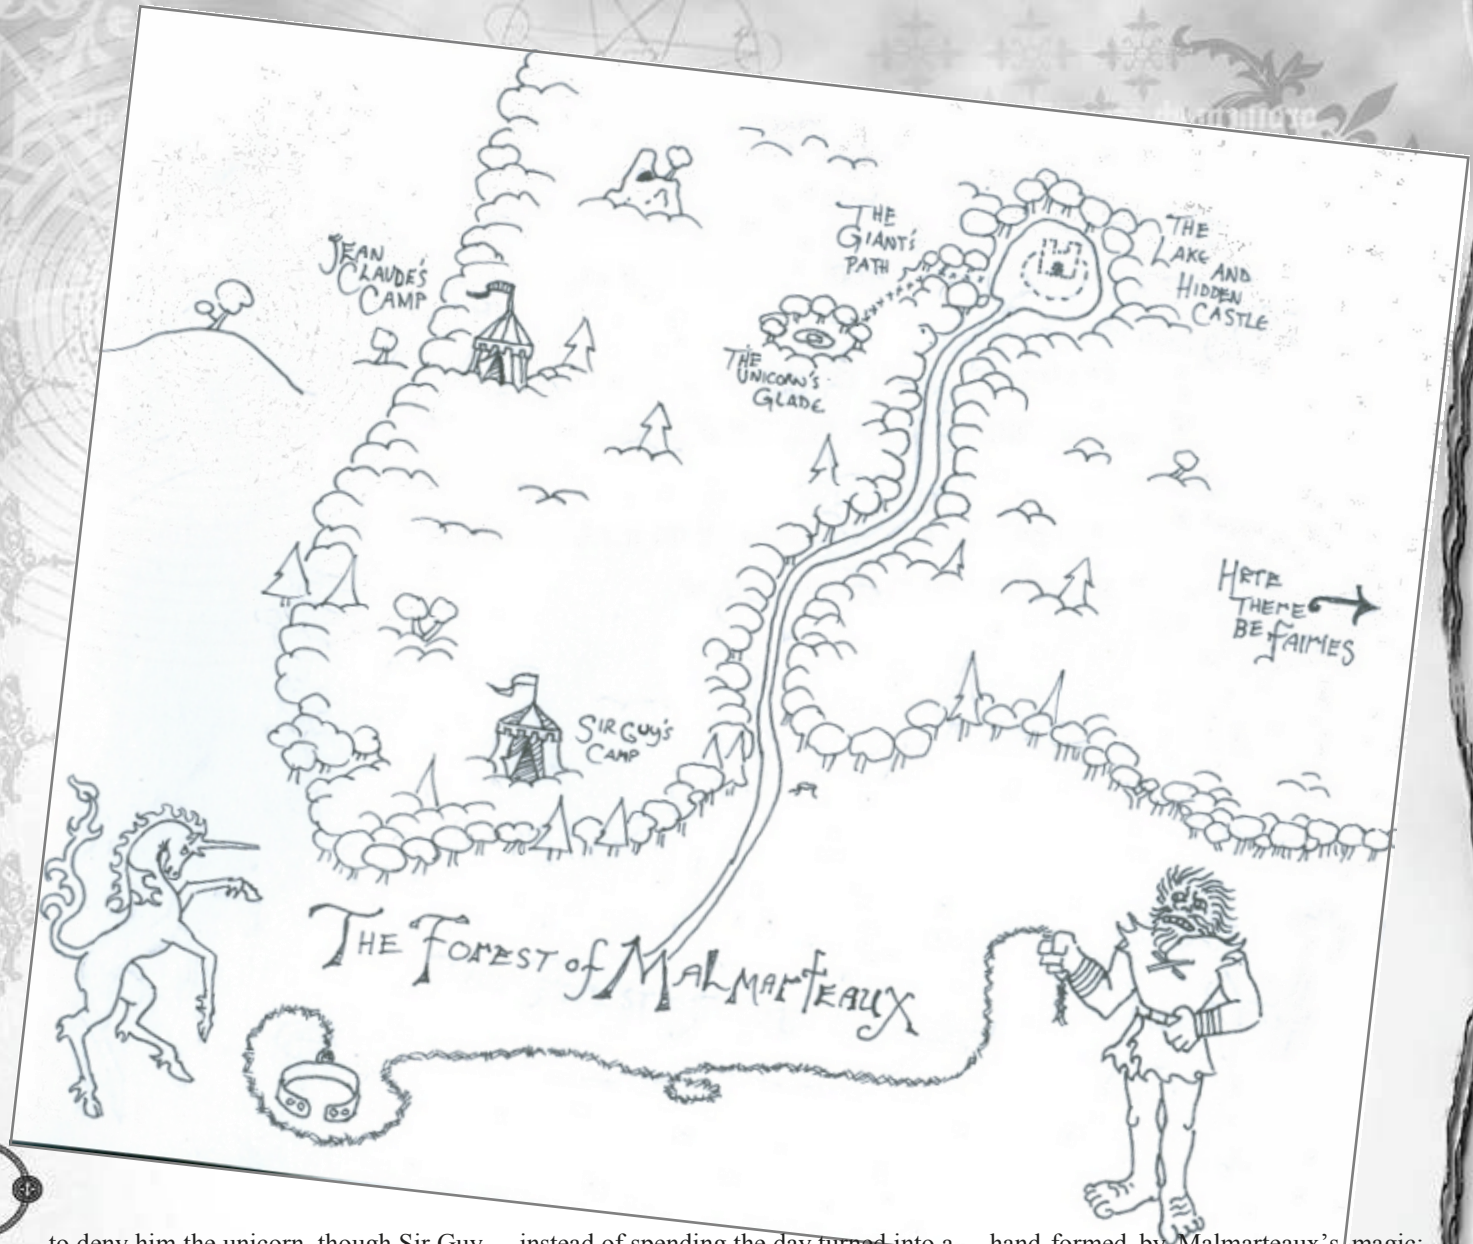 THE
GIANT'S
PATH
THE
LAKE
AND
HIDDEN
CASTLE
JEAN
CLAUDE'S
CAMP
THE
UNICORN'S
GLADE
HERE
THERE
BE FAIRIES
SIR GUY'S
CAMP
THE FOREST of MALMARTEAUX
to deny him the unicorn, though Sir Guy
instead of spending the day turned into a
hand formed by Malmarteaux's magic;